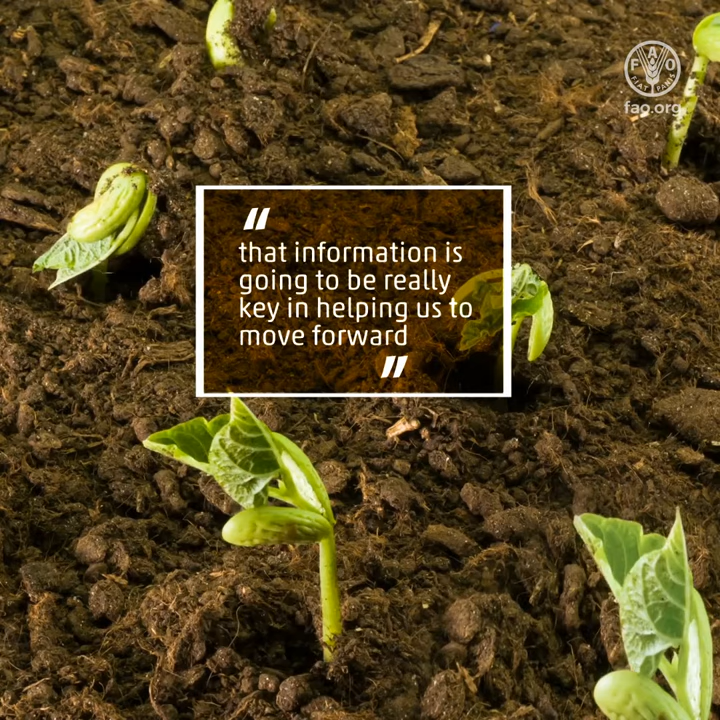 F A O
FIAT PANIS
fao.org
“
that information is
going to be really
key in helping us to
move forward
”